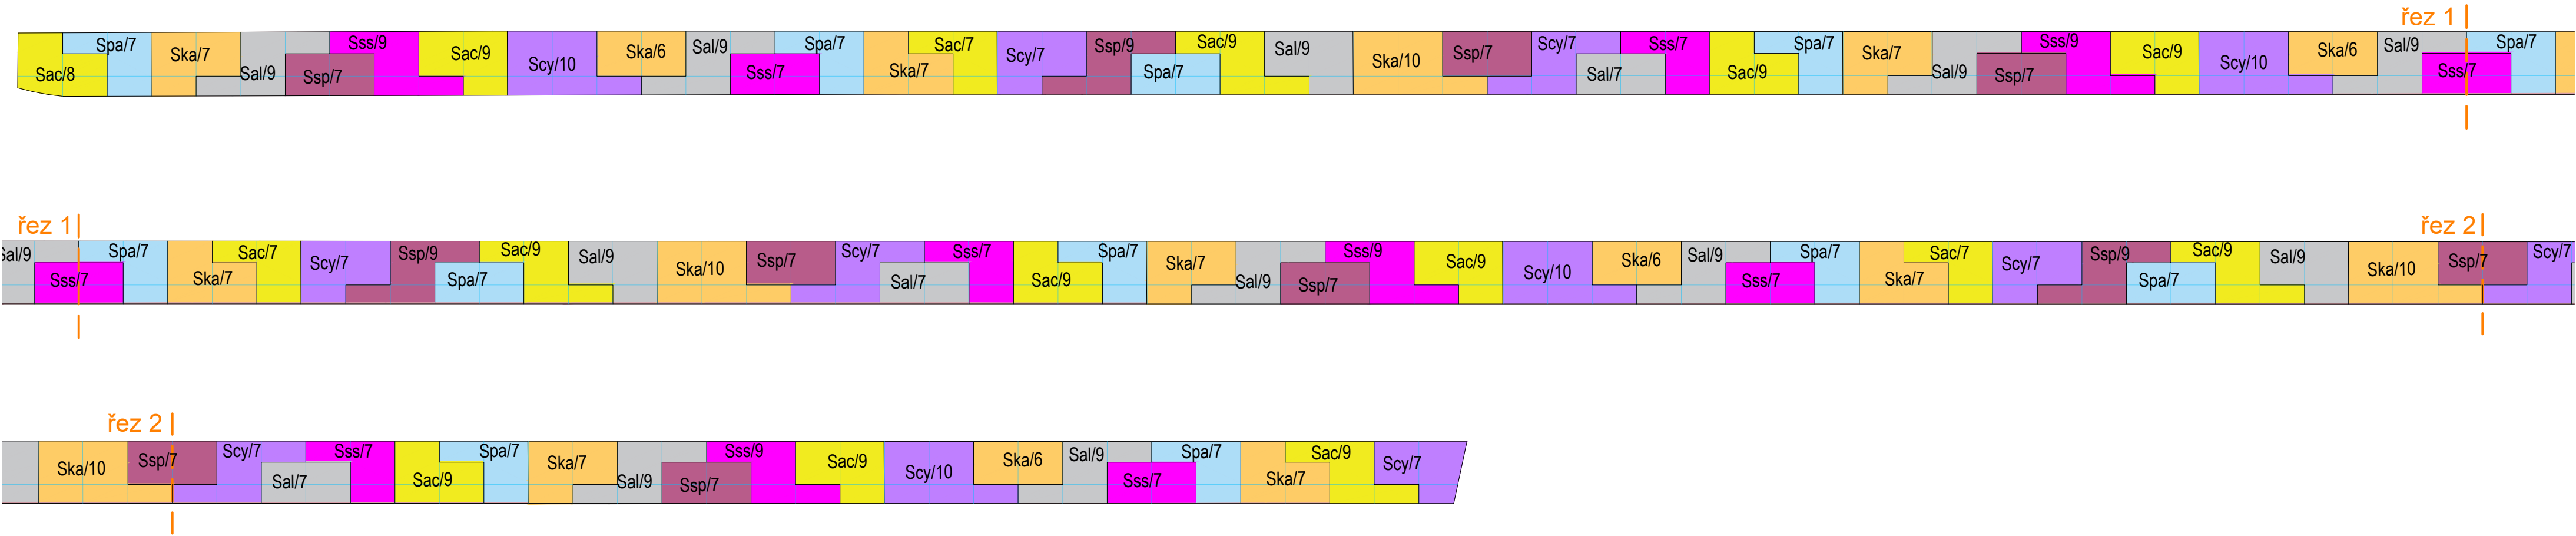 řez 1
Sac/8 Spa/7 Ska/7 Sal/9 Ssp/7 Sss/9 Sac/9 Scy/10 Ska/6 Sal/9 Sss/7 Spa/7 Ska/7 Sac/7 Scy/7 Ssp/9 Spa/7 Sac/9 Sal/9 Ska/10 Ssp/7 Scy/7 Sal/7 Sss/7 Sac/9 Spa/7 Ska/7 Sal/9 Ssp/7 Sss/9 Sac/9 Scy/10 Ska/6 Sal/9 Sss/7 Spa/7
řez 1 řez 2
Sal/9 Sss/7 Spa/7 Ska/7 Sac/7 Scy/7 Ssp/9 Spa/7 Sac/9 Sal/9 Ska/10 Ssp/7 Scy/7 Sal/7 Sss/7 Sac/9 Spa/7 Ska/7 Sal/9 Ssp/7 Sss/9 Sac/9 Scy/10 Ska/6 Sal/9 Sss/7 Spa/7 Ska/7 Sac/7 Scy/7 Ssp/9 Spa/7 Sac/9 Sal/9 Ska/10 Ssp/7 Scy/7
řez 2
Ska/10 Ssp/7 Scy/7 Sal/7 Sss/7 Sac/9 Spa/7 Ska/7 Sal/9 Ssp/7 Sss/9 Sac/9 Scy/10 Ska/6 Sal/9 Sss/7 Spa/7 Ska/7 Sac/9 Scy/7